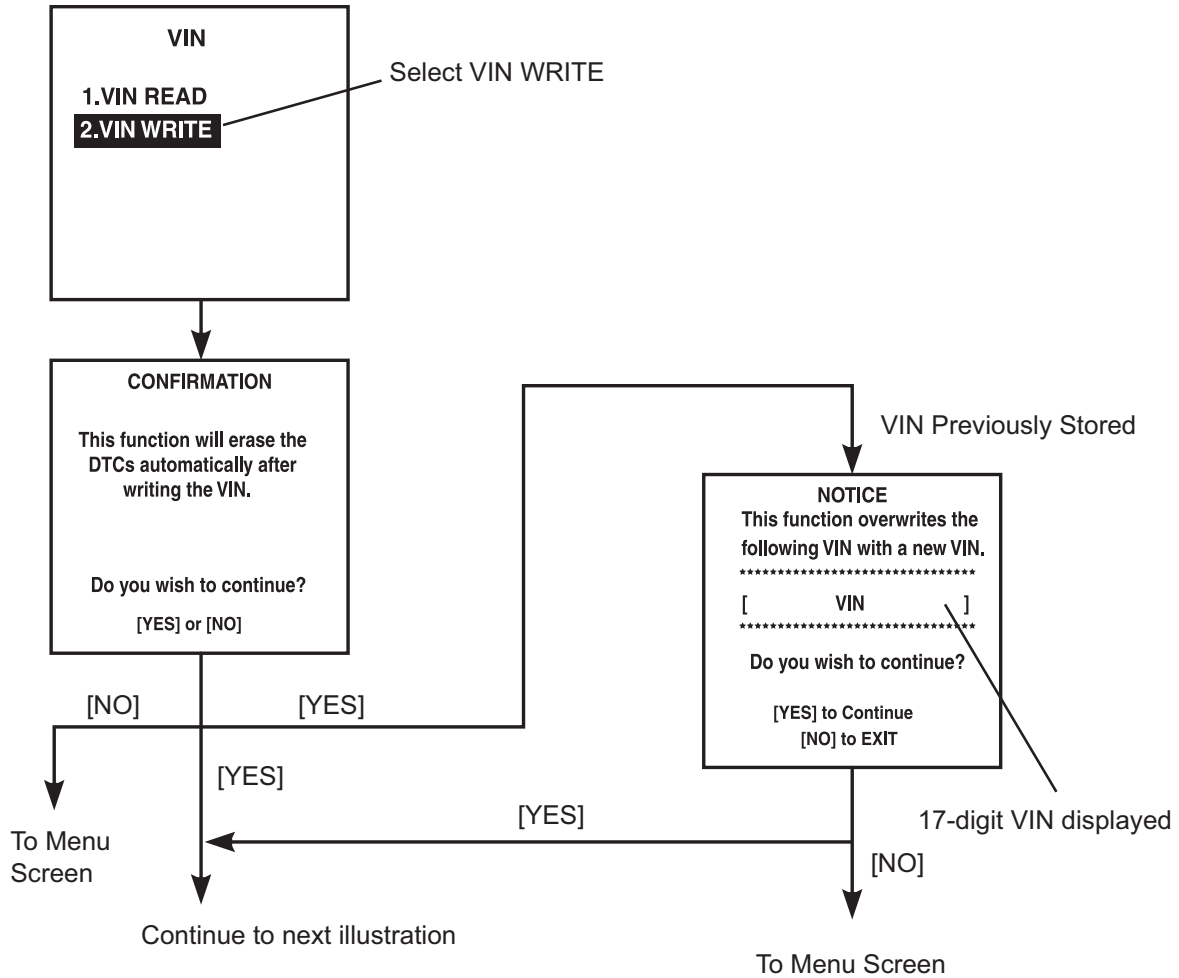 VIN
1.VIN READ
2.VIN WRITE
Select VIN WRITE
CONFIRMATION
This function will erase the
DTCs automatically after
writing the VIN.
Do you wish to continue?
[YES] or [NO]
VIN Previously Stored
NOTICE
This function overwrites the
following VIN with a new VIN.
*******************************
[ VIN ]
*******************************
Do you wish to continue?
[YES] to Continue
[NO] to EXIT
17-digit VIN displayed
[NO]
[YES]
[YES]
[YES]
[NO]
To Menu
Screen
Continue to next illustration
To Menu Screen